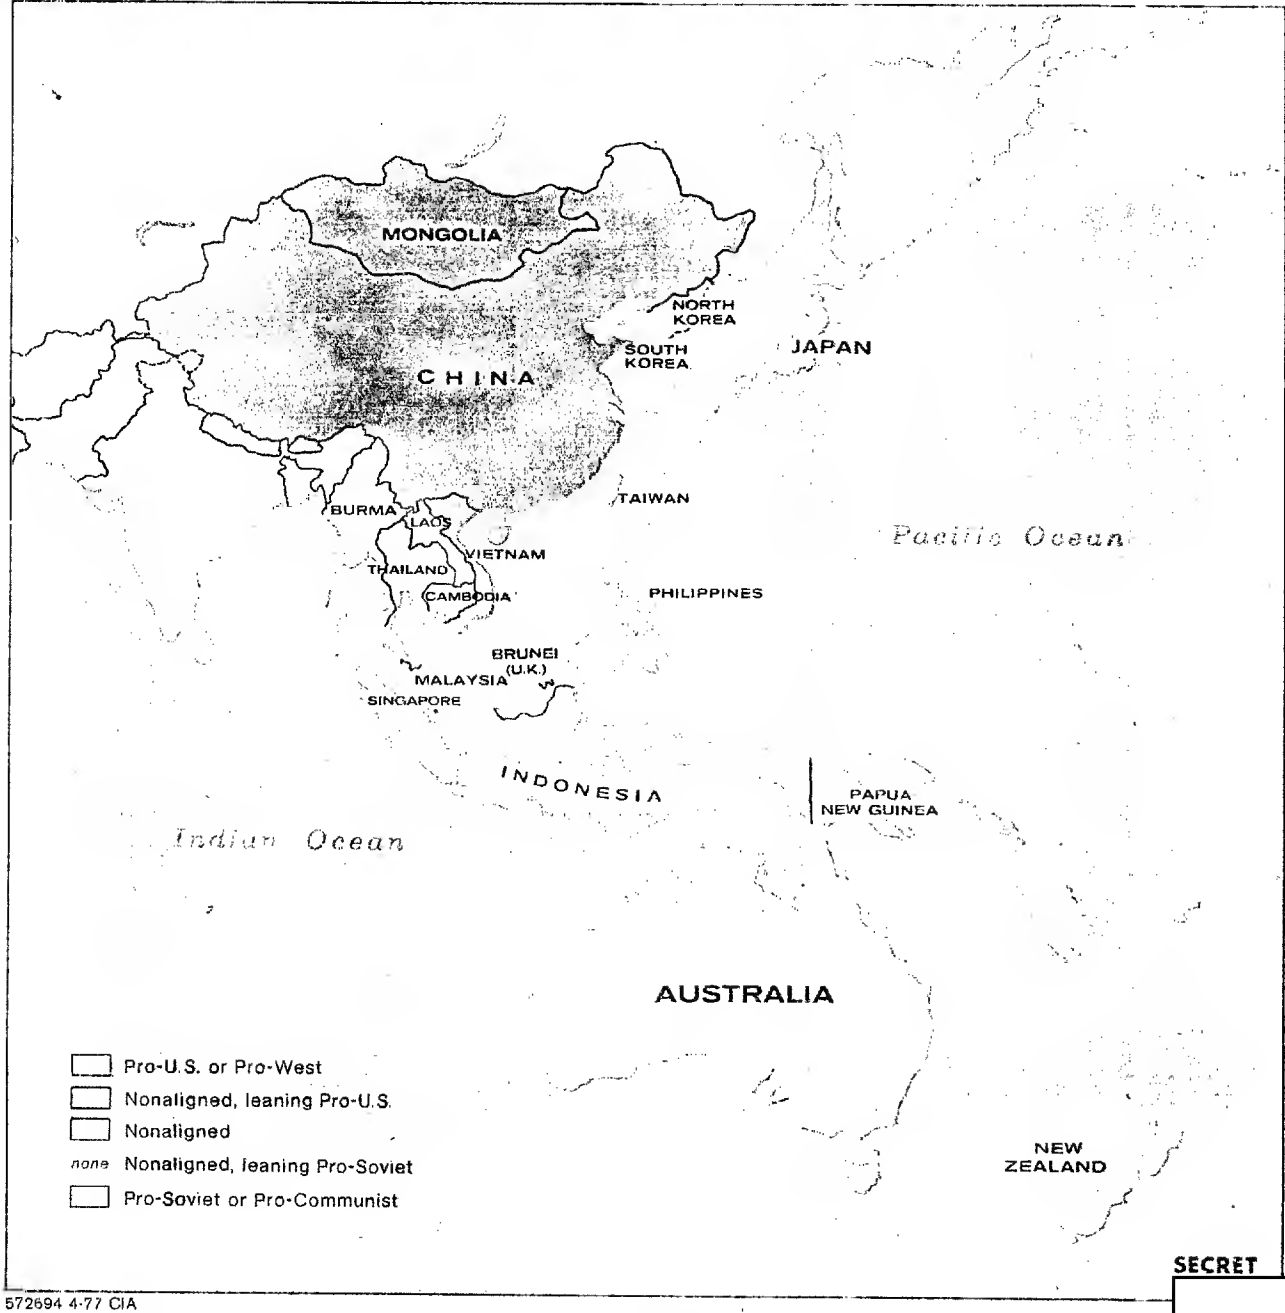 MONGOLIA
NORTH
KOREA
SOUTH
KOREA
JAPAN
CHINA
TAIWAN
BURMA
LAOS
Pacific Ocean
VIETNAM
THAILAND
CAMBODIA
PHILIPPINES
BRUNEI
(U.K.)
MALAYSIA
SINGAPORE
INDONESIA
PAPUA
NEW GUINEA
Indian Ocean
AUSTRALIA
Pro-U.S. or Pro-West
Nonaligned, leaning Pro-U.S.
Nonaligned
none Nonaligned, leaning Pro-Soviet
Pro-Soviet or Pro-Communist
NEW
ZEALAND
SECRET
572694 4-77 CIA